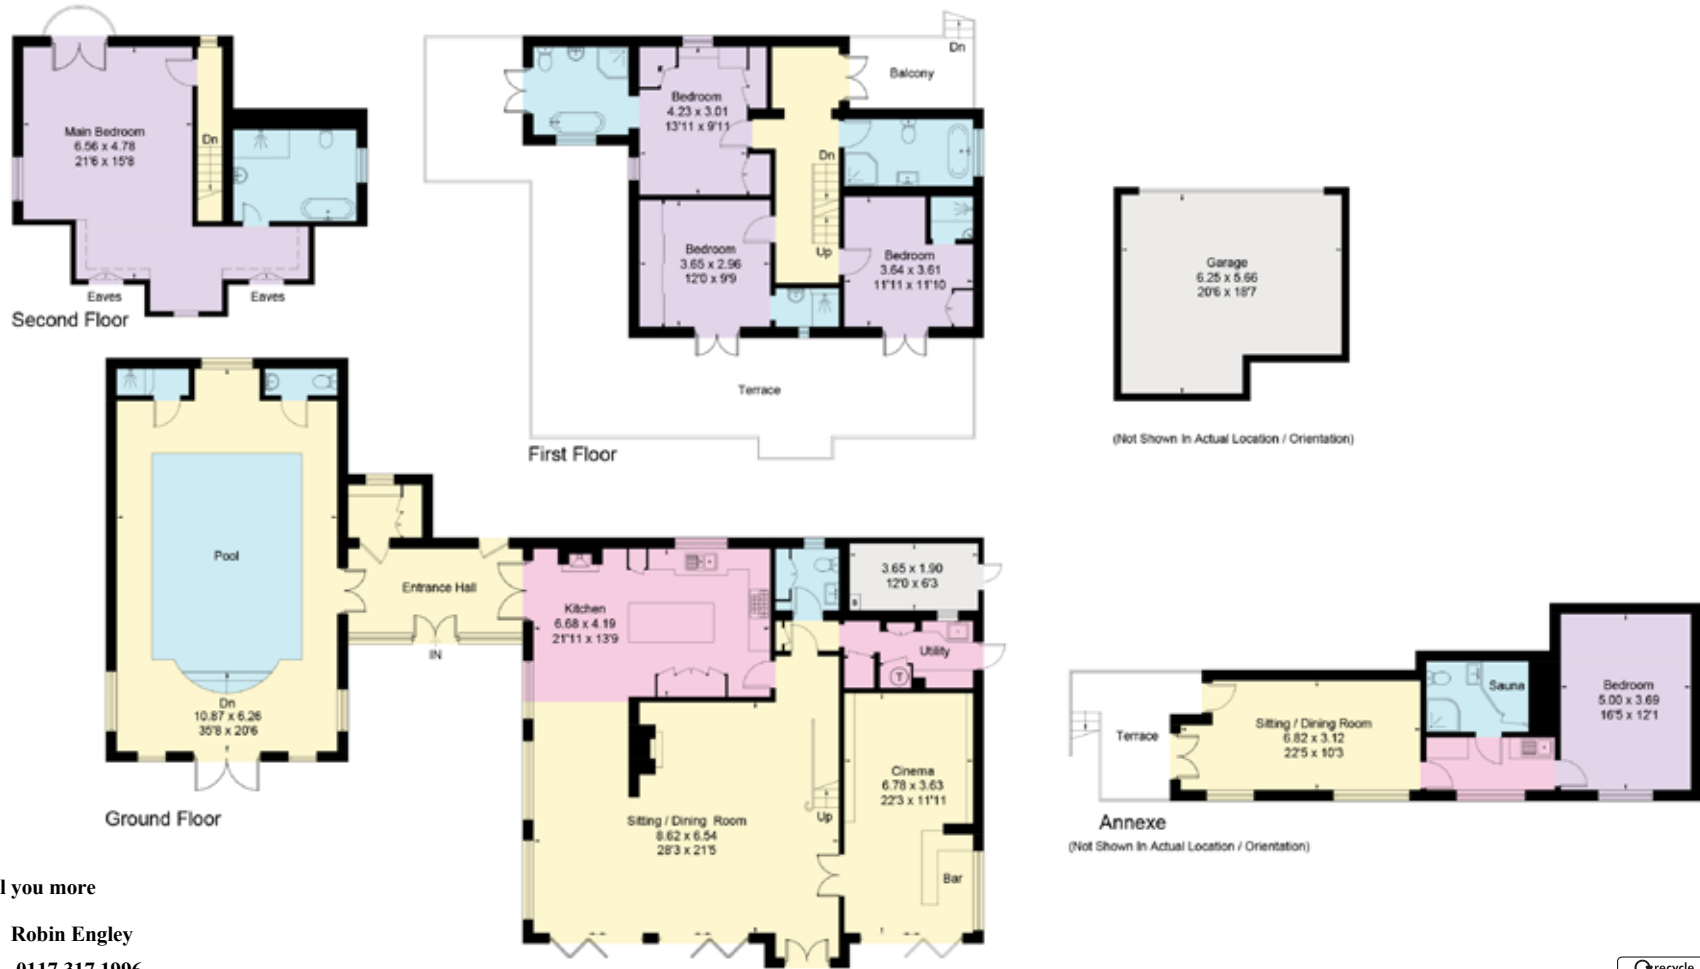 Main Bedroom
6.56 x 4.78
21'6 x 15'8
Dn
Eaves
Eaves
Second Floor
Bedroom
4.23 x 3.01
13'11 x 9'11
Dn
Balcony
Dn
Up
Bedroom
3.65 x 2.96
12'0 x 9'9
Bedroom
3.64 x 3.61
11'11 x 11'10
Terrace
First Floor
Garage
6.25 x 5.66
20'6 x 18'7
(Not Shown In Actual Location / Orientation)
Pool
Dn
10.87 x 6.26
35'8 x 20'6
Entrance Hall
IN
Kitchen
6.68 x 4.19
21'11 x 13'9
3.65 x 1.90
12'0 x 6'3
Utility
T
Sitting / Dining Room
8.62 x 6.54
28'3 x 21'5
Up
Cinema
6.78 x 3.63
22'3 x 11'11
Bar
Ground Floor
Terrace
Sitting / Dining Room
6.82 x 3.12
22'5 x 10'3
Sauna
Bedroom
5.00 x 3.69
16'5 x 12'1
Annexe
(Not Shown In Actual Location / Orientation)
l you more
Robin Engley
0117 317 1996
recycle